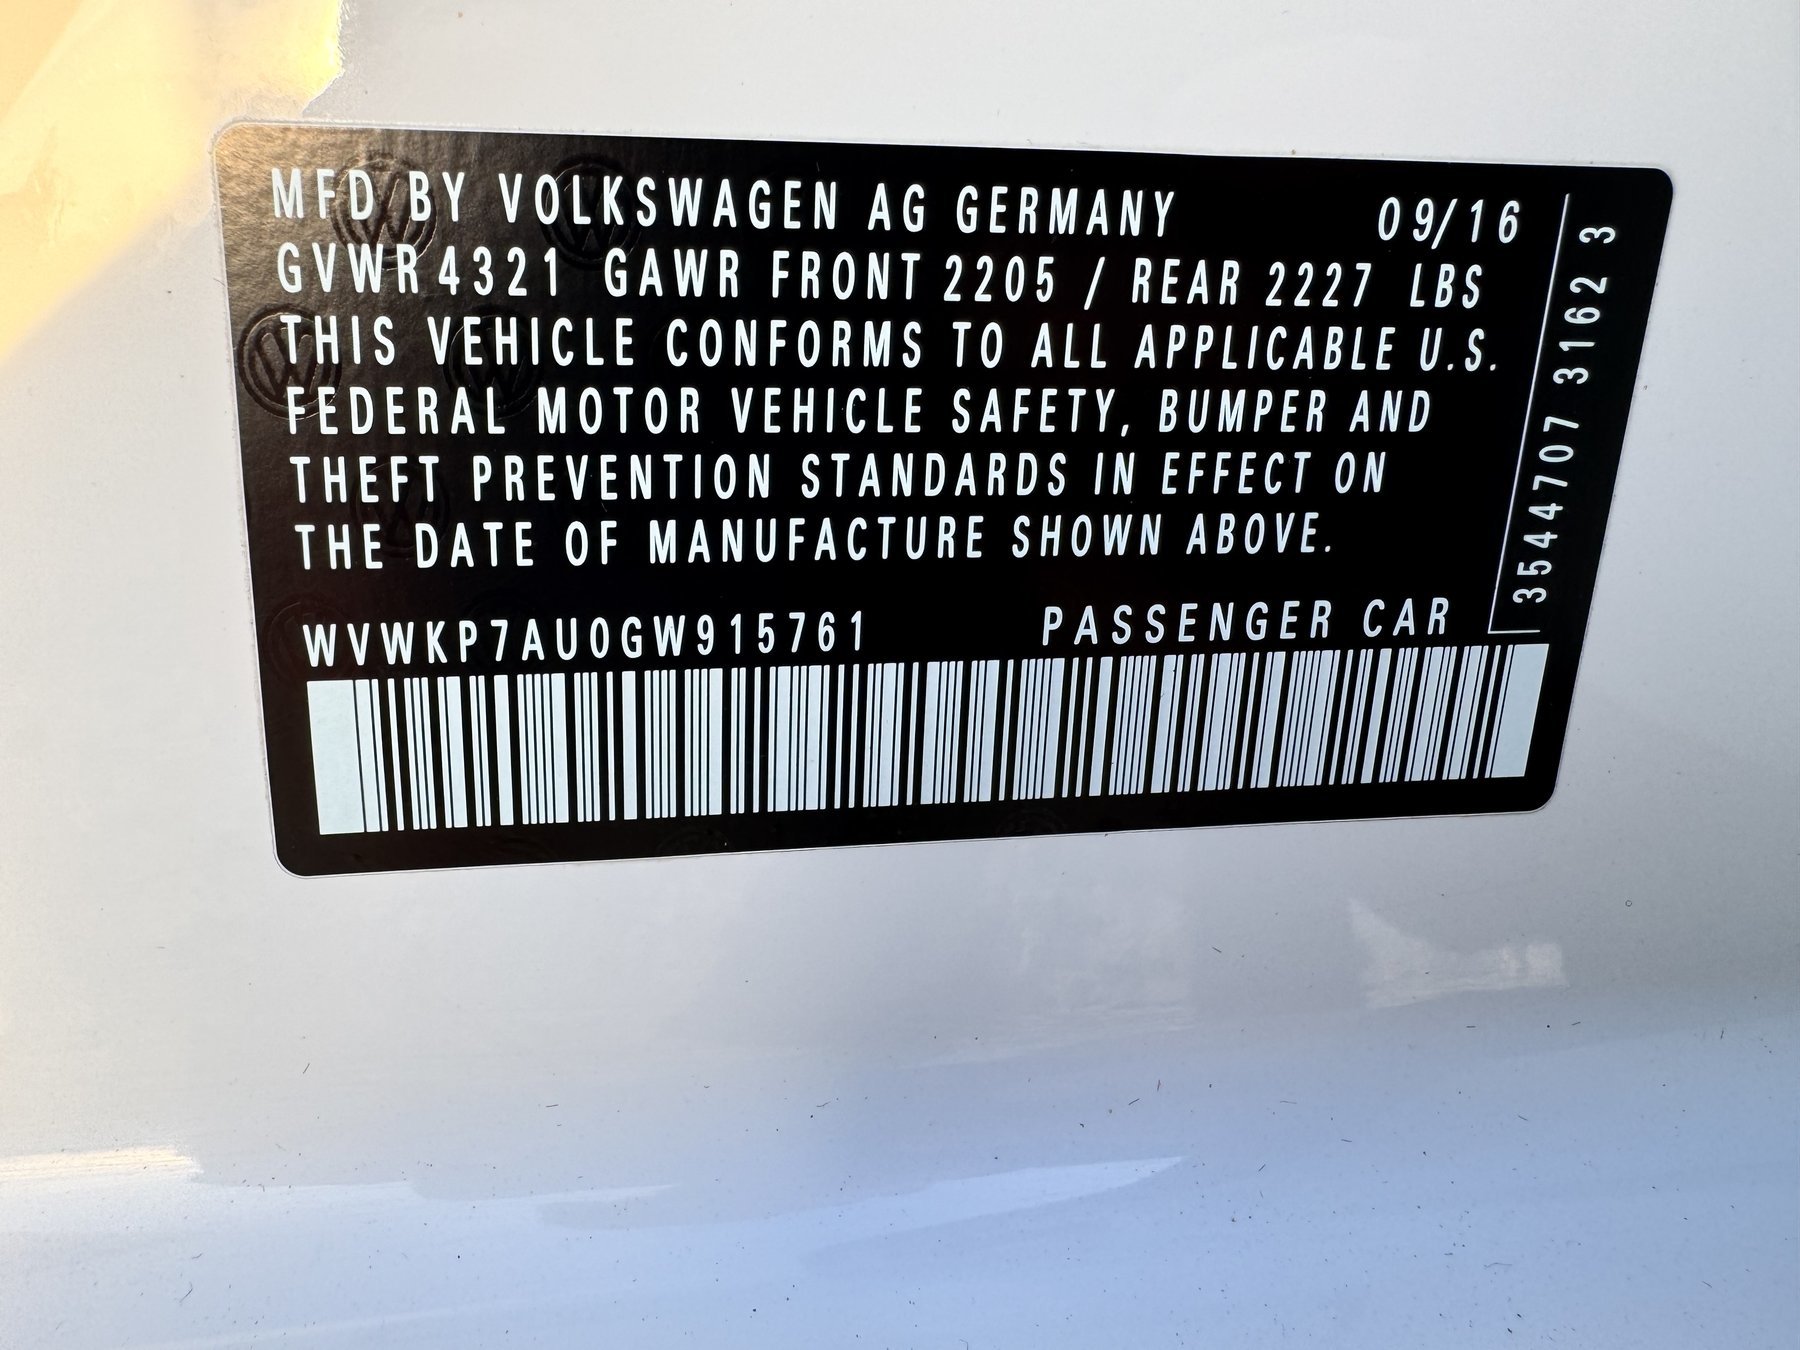 MFD BY VOLKSWAGEN AG GERMANY 09/16
GVWR 4321 GAWR FRONT 2205 / REAR 2227 LBS
THIS VEHICLE CONFORMS TO ALL APPLICABLE U.S.
FEDERAL MOTOR VEHICLE SAFETY, BUMPER AND
THEFT PREVENTION STANDARDS IN EFFECT ON
THE DATE OF MANUFACTURE SHOWN ABOVE.
WVWKP7AU0GW915761 PASSENGER CAR
3544707 3162 3